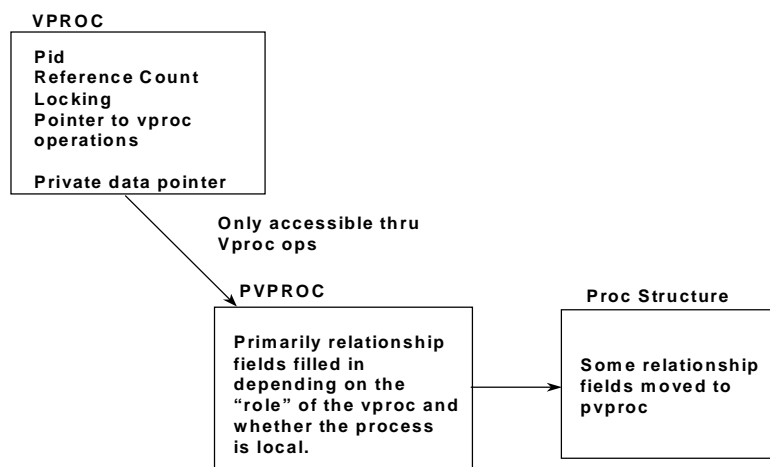 VPROC
Pid
Reference Count
Locking
Pointer to vproc
operations
Private data pointer
Only accessible thru
Vproc ops
PVPROC
Primarily relationship
fields filled in
depending on the
“role” of the vproc and
whether the process
is local.
Proc Structure
Some relationship
fields moved to
pvproc